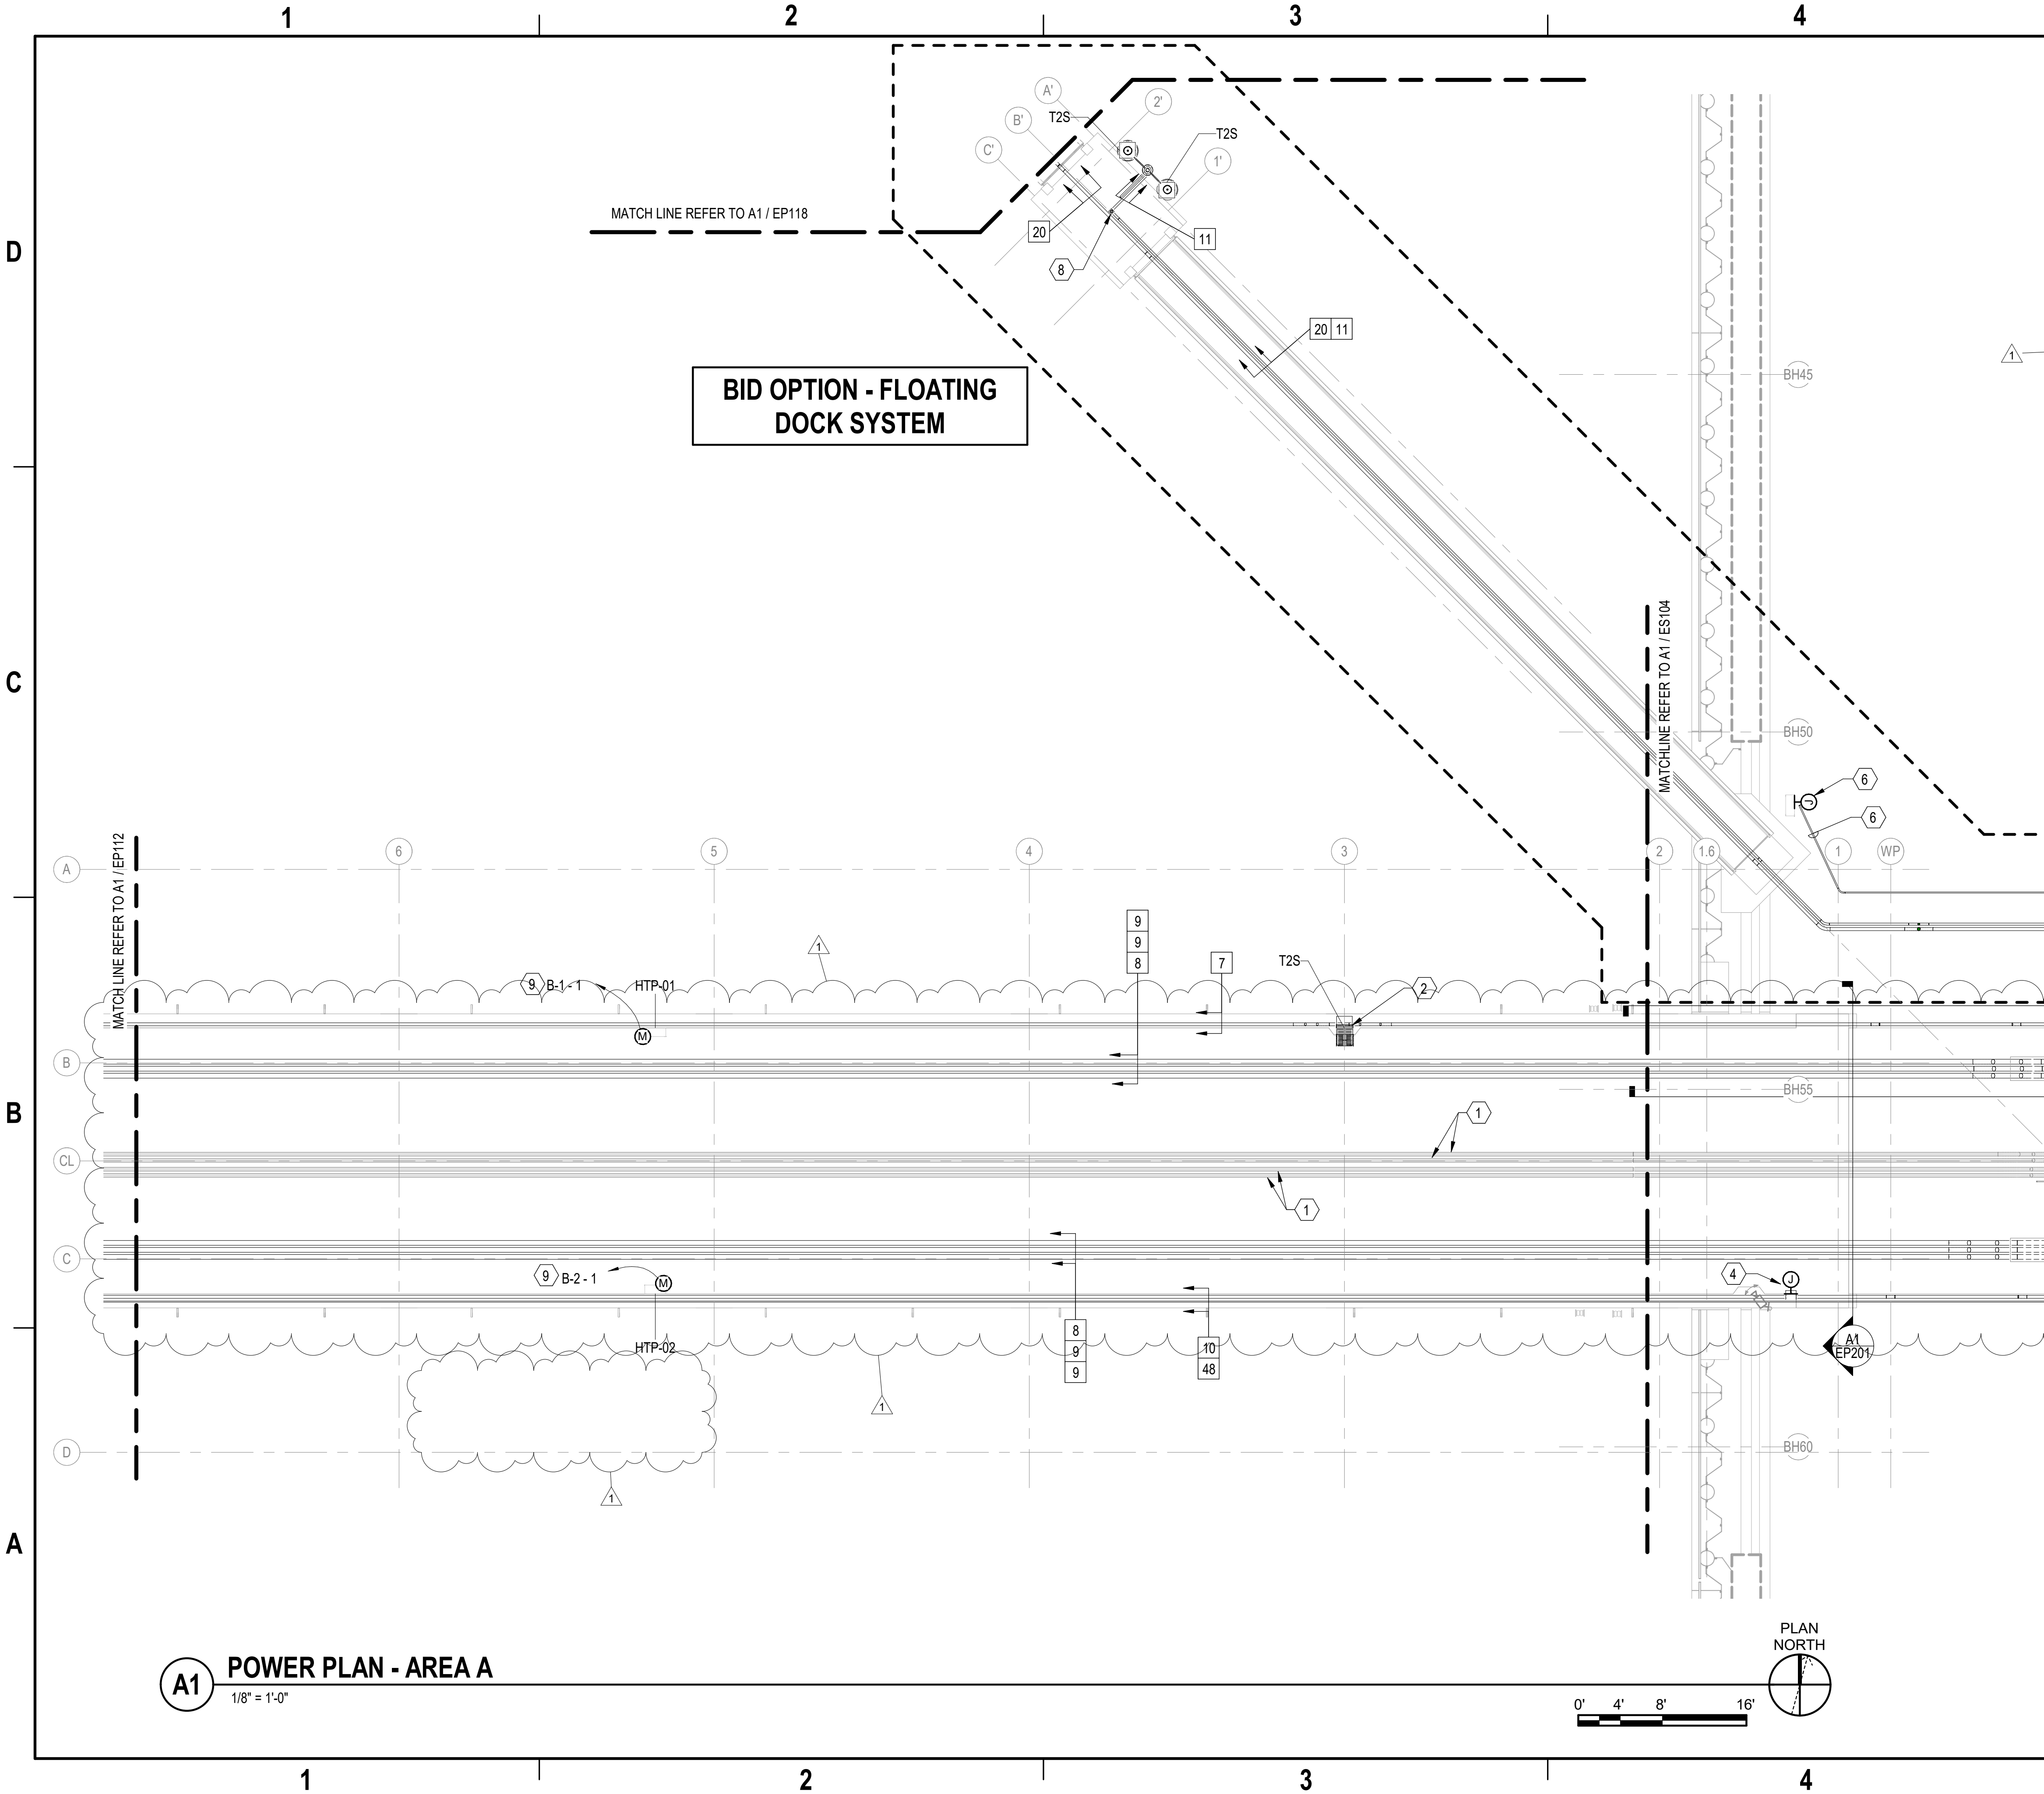 1
2
3
4
D
C
B
A
A'
B'
C'
2'
1'
T2S
T2S
MATCH LINE REFER TO A1 / EP118
20
11
8
20 11
BID OPTION - FLOATING
DOCK SYSTEM
BH45
1
MATCHLINE REFER TO A1 / ES104
BH50
6
6
MATCH LINE REFER TO A1 / EP112
A
6
5
4
3
2
1.6
1
WP
J
9
9
8
7
1
T2S
2
9
B-1 - 1
HTP-01
M
B
BH55
1
CL
1
C
9
B-2 - 1
M
HTP-02
4
J
8
9
9
10
48
A1
EP201
1
D
BH60
1
A1
POWER PLAN - AREA A
1/8" = 1'-0"
PLAN
NORTH
0' 4' 8' 16'
1
2
3
4